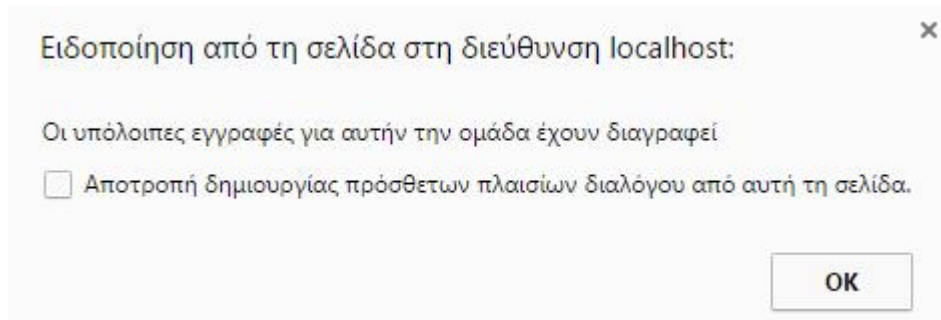 Ειδοποίηση από τη σελίδα στη διεύθυνση localhost:
Οι υπόλοιπες εγγραφές για αυτήν την ομάδα έχουν διαγραφεί
Αποτροπή δημιουργίας πρόσθετων πλαισίων διαλόγου από αυτή τη σελίδα.
OK